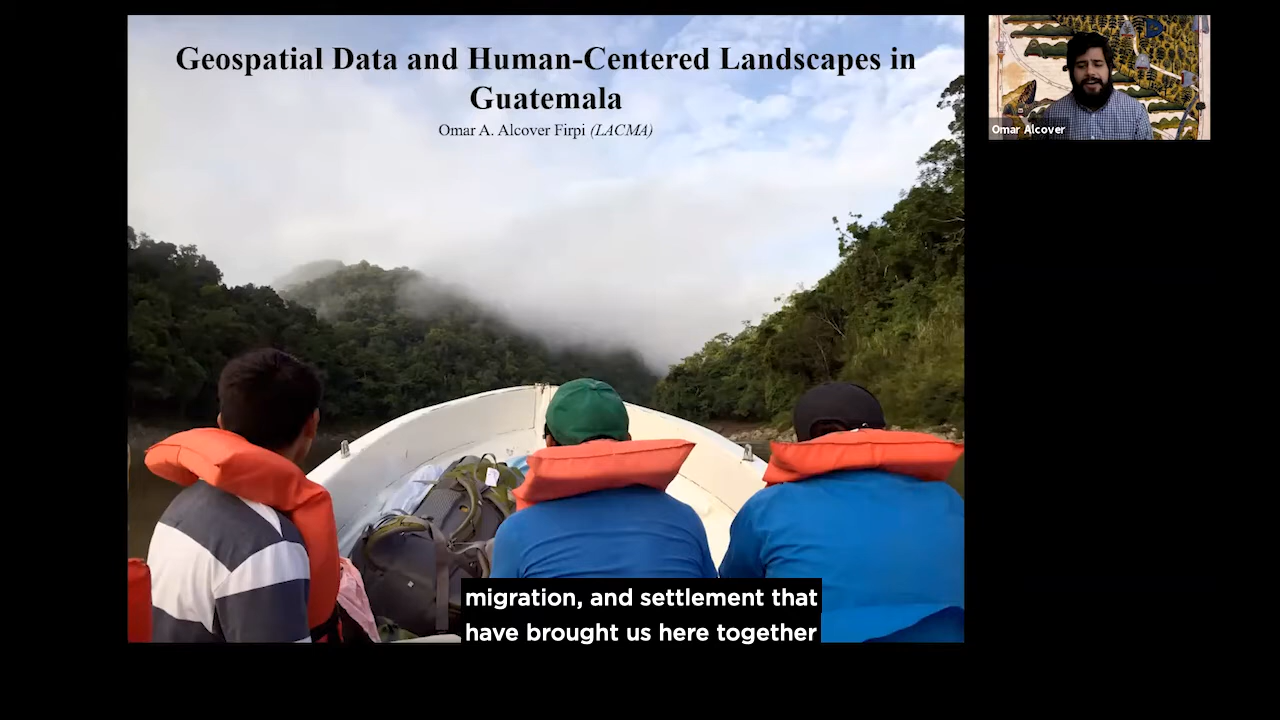 Geospatial Data and Human-Centered Landscapes in
Guatemala
Omar A. Alcover Firpi (LACMA)
Omar Alcover
migration, and settlement that
have brought us here together